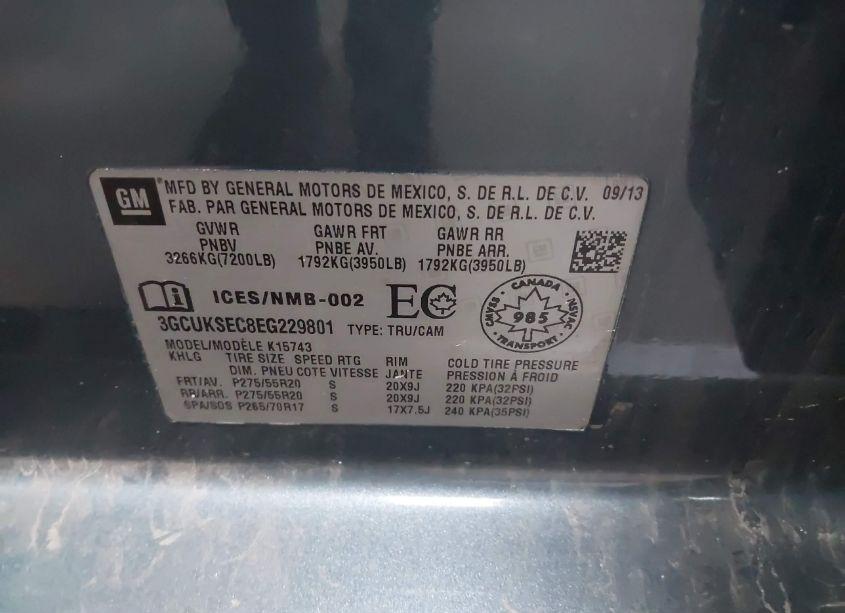 GM MFD BY GENERAL MOTORS DE MEXICO, S. DE R.L. DE C.V. 09/13
FAB. PAR GENERAL MOTORS DE MEXICO, S. DE R.L. DE C.V.
GVWR GAWR FRT GAWR RR
PNBV PNBE AV. PNBE ARR.
3266KG(7200LB) 1792KG(3950LB) 1792KG(3950LB)
ICES/NMB-002 EC
CANADA
NSVAC
985
SVMAC
TRANSPORT
3GCUKSEC8EG229801 TYPE: TRU/CAM
MODEL/MODÈLE K15743
KHLG TIRE SIZE SPEED RTG RIM COLD TIRE PRESSURE
DIM. PNEU COTE VITESSE JANTE PRESSION À FROID
FRT/AV. P275/55R20 S 20X9J 220 KPA(32PSI)
RR/ARR. P275/55R20 S 20X9J 220 KPA(32PSI)
SPA/SOS P265/70R17 S 17X7.5J 240 KPA(35PSI)